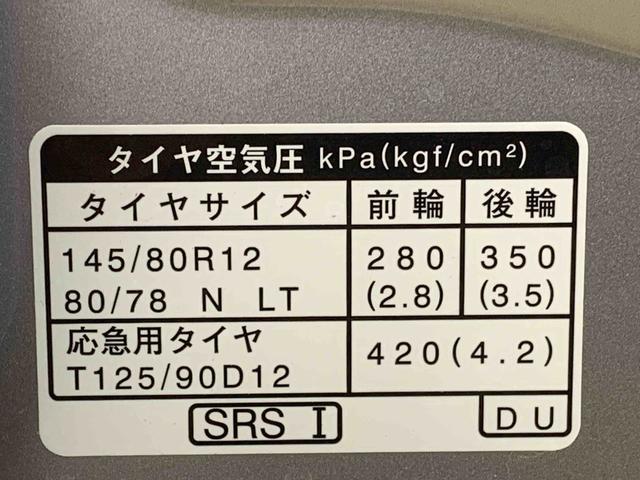 タイヤ空気圧 kPa(kgf/cm²)
タイヤサイズ 前輪 後輪
145/80R12 280 350
80/78 N LT (2.8) (3.5)
応急用タイヤ
T125/90D12 420(4.2)
SRS I DU